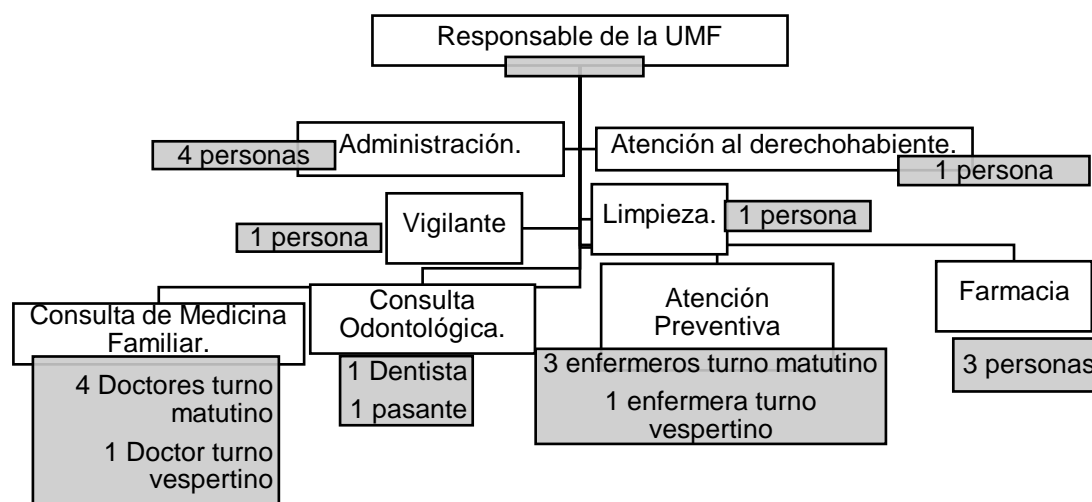 Responsable de la UMF
Administración.
4 personas
Atención al derechohabiente.
1 persona
Vigilante
1 persona
Limpieza.
1 persona
Consulta de Medicina
Familiar.
4 Doctores turno
matutino
1 Doctor turno
vespertino
Consulta
Odontológica.
1 Dentista
1 pasante
Atención
Preventiva
3 enfermeros turno matutino
1 enfermera turno
vespertino
Farmacia
3 personas